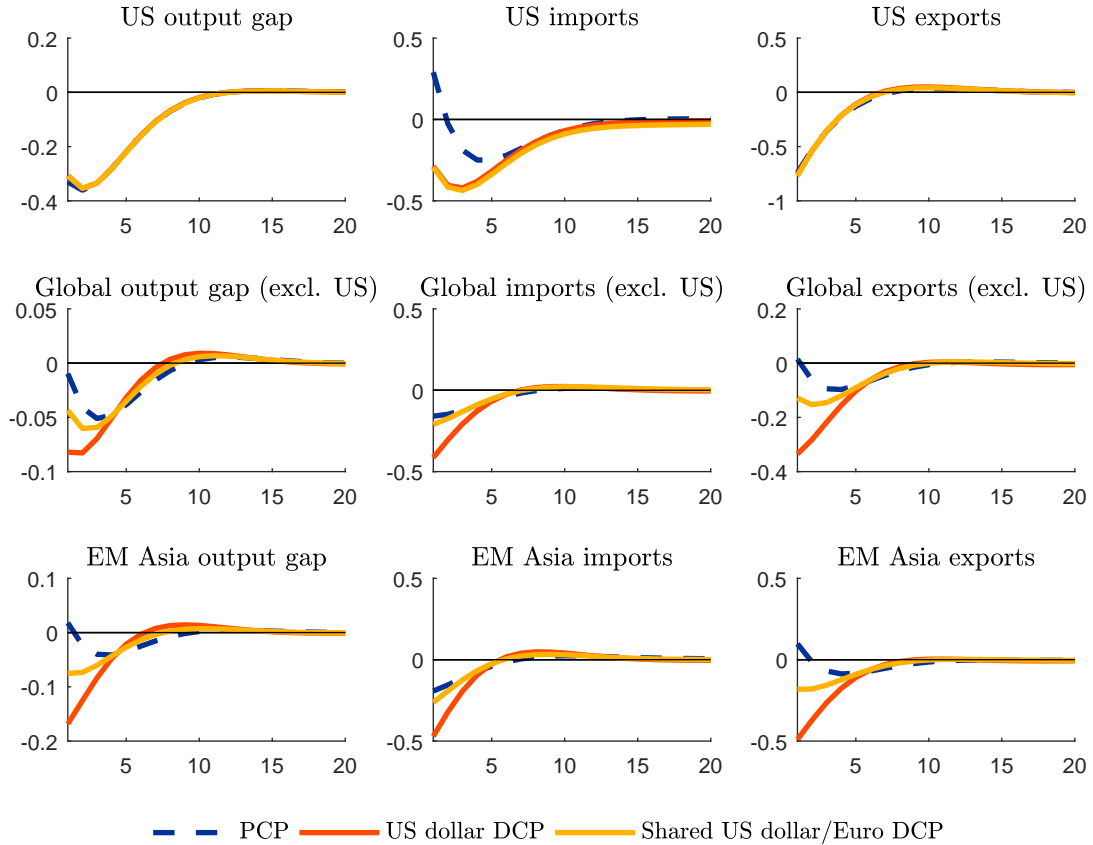 US output gap
US imports
US exports
0.2
0
-0.2
-0.4
5 10 15 20
0.5
0
-0.5
5 10 15 20
0.5
0
-0.5
-1
5 10 15 20
Global output gap (excl. US)
Global imports (excl. US)
Global exports (excl. US)
0.05
0
-0.05
-0.1
5 10 15 20
0.5
0
-0.5
5 10 15 20
0.2
0
-0.2
-0.4
5 10 15 20
EM Asia output gap
EM Asia imports
EM Asia exports
0.1
0
-0.1
-0.2
5 10 15 20
0.5
0
-0.5
5 10 15 20
0.5
0
-0.5
5 10 15 20
PCP US dollar DCP Shared US dollar/Euro DCP